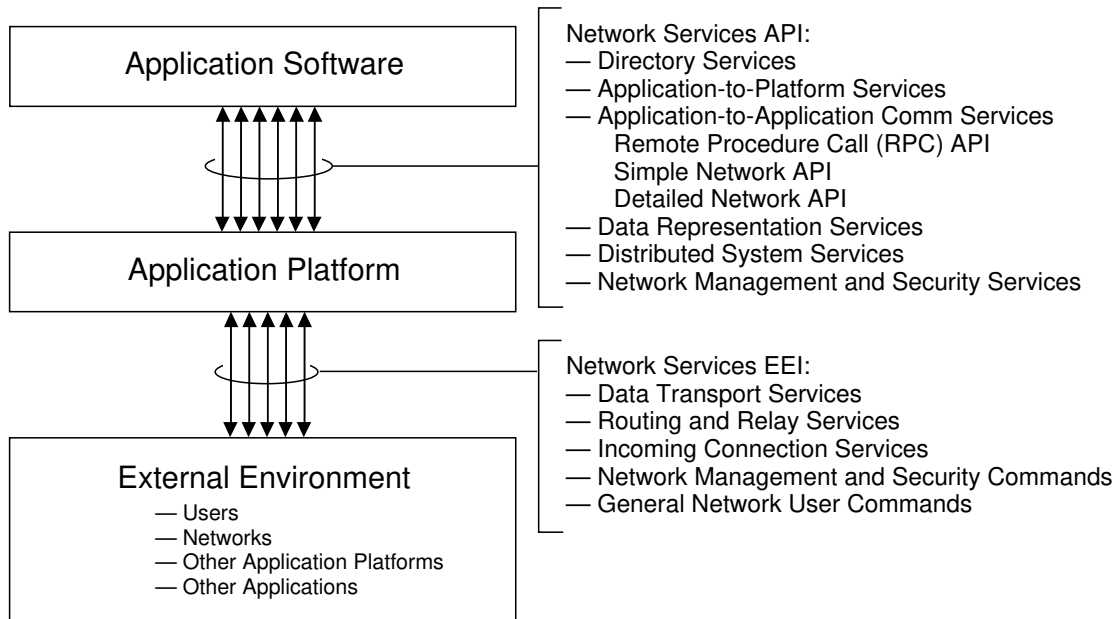 Application Software
Application Platform
External Environment
— Users
— Networks
— Other Application Platforms
— Other Applications
Network Services API:
— Directory Services
— Application-to-Platform Services
— Application-to-Application Comm Services
Remote Procedure Call (RPC) API
Simple Network API
Detailed Network API
— Data Representation Services
— Distributed System Services
— Network Management and Security Services
Network Services EEI:
— Data Transport Services
— Routing and Relay Services
— Incoming Connection Services
— Network Management and Security Commands
— General Network User Commands